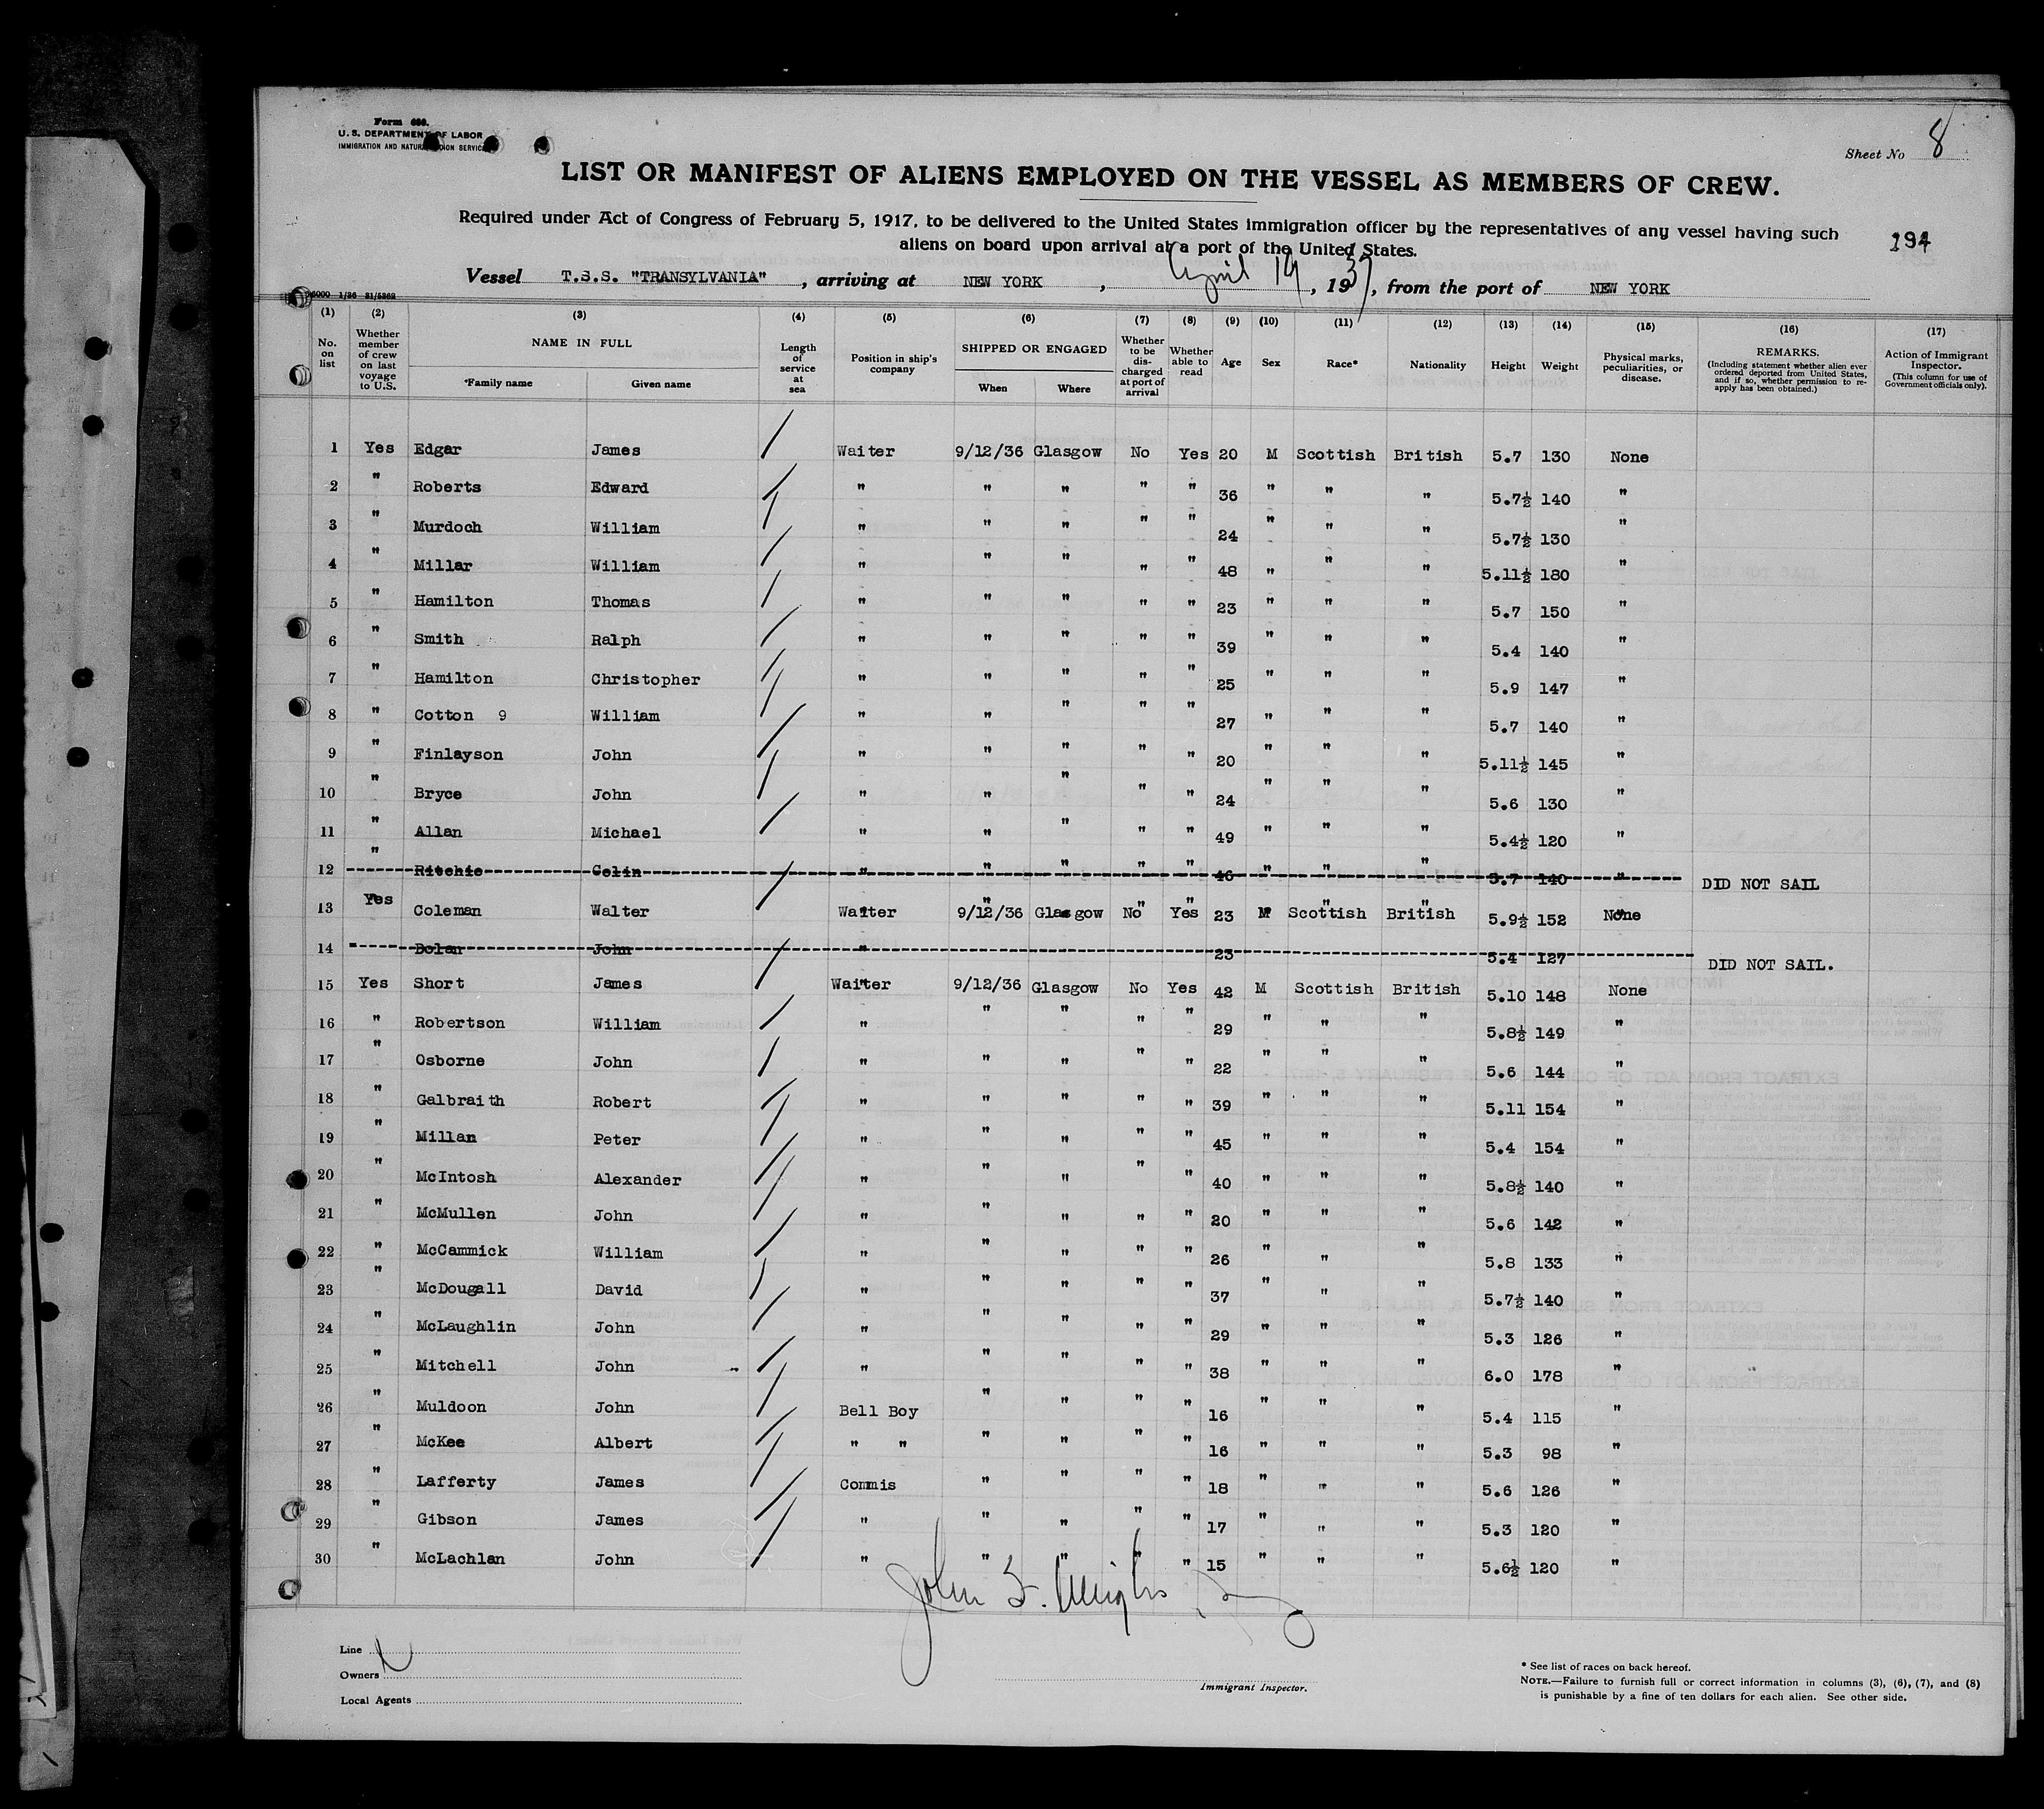 Form 680.
U. S. DEPARTMENT OF LABOR
IMMIGRATION AND NATURALIZATION SERVICE
Sheet No 8
LIST OR MANIFEST OF ALIENS EMPLOYED ON THE VESSEL AS MEMBERS OF CREW.
Required under Act of Congress of February 5, 1917, to be delivered to the United States immigration officer by the representatives of any vessel having such
aliens on board upon arrival at a port of the United States.
194
Vessel T.S.S. "TRANSYLVANIA", arriving at NEW YORK, April 19, 1937, from the port of NEW YORK
(1) (2) (3) (4) (5) (6) (7) (8) (9) (10) (11) (12) (13) (14) (15) (16) (17)
No. on list
Whether member of crew on last voyage to U.S.
NAME IN FULL
*Family name
Given name
Length of service at sea
Position in ship's company
SHIPPED OR ENGAGED
When
Where
Whether to be discharged at port of arrival
Whether able to read
Age
Sex
Race*
Nationality
Height
Weight
Physical marks, peculiarities, or disease.
REMARKS.
(Including statement whether alien ever ordered deported from United States, and if so, whether permission to re-apply has been obtained.)
Action of Immigrant Inspector.
(This column for use of Government officials only).
1 Yes Edgar James Waiter 9/12/36 Glasgow No Yes 20 M Scottish British 5.7 130 None
2 " Roberts Edward " " " " " 36 " " " 5.7½ 140 "
3 " Murdoch William " " " " " 24 " " " 5.7½ 130 "
4 " Millar William " " " " " 48 " " " 5.11½ 180 "
5 " Hamilton Thomas " " " " " 23 " " " 5.7 150 "
6 " Smith Ralph " " " " " 39 " " " 5.4 140 "
7 " Hamilton Christopher " " " " " 25 " " " 5.9 147 "
8 " Cotton 9 William " " " " " 27 " " " 5.7 140 "
9 " Finlayson John " " " " " 20 " " " 5.11½ 145 "
10 " Bryce John " " " " " 24 " " " 5.6 130 "
11 " Allan Michael " " " " " 49 " " " 5.4½ 120 "
12 " Ritchie Colin " " " " " 46 " " " 5.7 140 " DID NOT SAIL
13 Yes Coleman Walter Waiter 9/12/36 Glasgow No Yes 23 M Scottish British 5.9½ 152 None
14 Dolan John " 23 5.4 127 DID NOT SAIL.
15 Yes Short James Waiter 9/12/36 Glasgow No Yes 42 M Scottish British 5.10 148 None
16 " Robertson William " " " " " 29 " " " 5.8½ 149 "
17 " Osborne John " " " " " 22 " " " 5.6 144 "
18 " Galbraith Robert " " " " " 39 " " " 5.11 154 "
19 " Millan Peter " " " " " 45 " " " 5.4 154 "
20 " McIntosh Alexander " " " " " 40 " " " 5.8½ 140 "
21 " McMullen John " " " " " 20 " " " 5.6 142 "
22 " McCammick William " " " " " 26 " " " 5.8 133 "
23 " McDougall David " " " " " 37 " " " 5.7½ 140 "
24 " McLaughlin John " " " " " 29 " " " 5.3 126 "
25 " Mitchell John " " " " " 38 " " " 6.0 178 "
26 " Muldoon John Bell Boy " " " " 16 " " " 5.4 115 "
27 " McKee Albert " " " " " " 16 " " " 5.3 98 "
28 " Lafferty James Commis " " " " 18 " " " 5.6 126 "
29 " Gibson James " " " " " 17 " " " 5.3 120 "
30 " McLachlan John " " " " " 15 " " " 5.6½ 120 "
John
Line
Owners
Local Agents
Immigrant Inspector.
* See list of races on back hereof.
NOTE.—Failure to furnish full or correct information in columns (3), (6), (7), and (8)
is punishable by a fine of ten dollars for each alien. See other side.